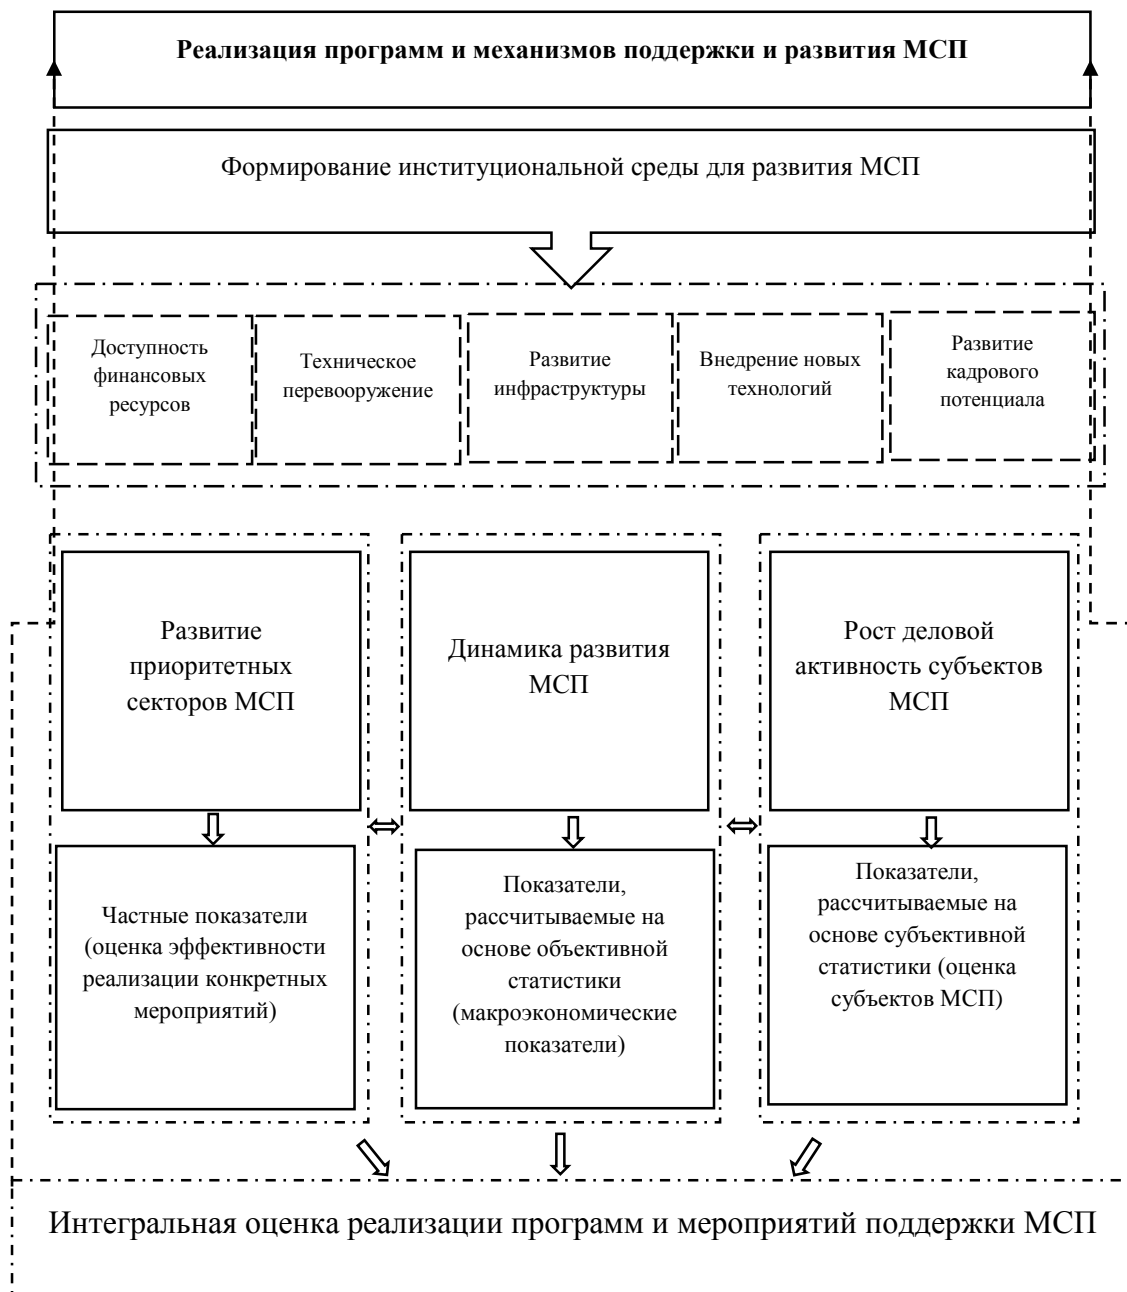 Реализация программ и механизмов поддержки и развития МСП
Формирование институциональной среды для развития МСП
Доступность
финансовых
ресурсов
Техническое
перевооружение
Развитие
инфраструктуры
Внедрение новых
технологий
Развитие
кадрового
потенциала
Развитие
приоритетных
секторов МСП
Динамика развития
МСП
Рост деловой
активность субъектов
МСП
Частные показатели
(оценка эффективности
реализации конкретных
мероприятий)
Показатели,
рассчитываемые на
основе объективной
статистики
(макроэкономические
показатели)
Показатели,
рассчитываемые на
основе субъективной
статистики (оценка
субъектов МСП)
Интегральная оценка реализации программ и мероприятий поддержки МСП